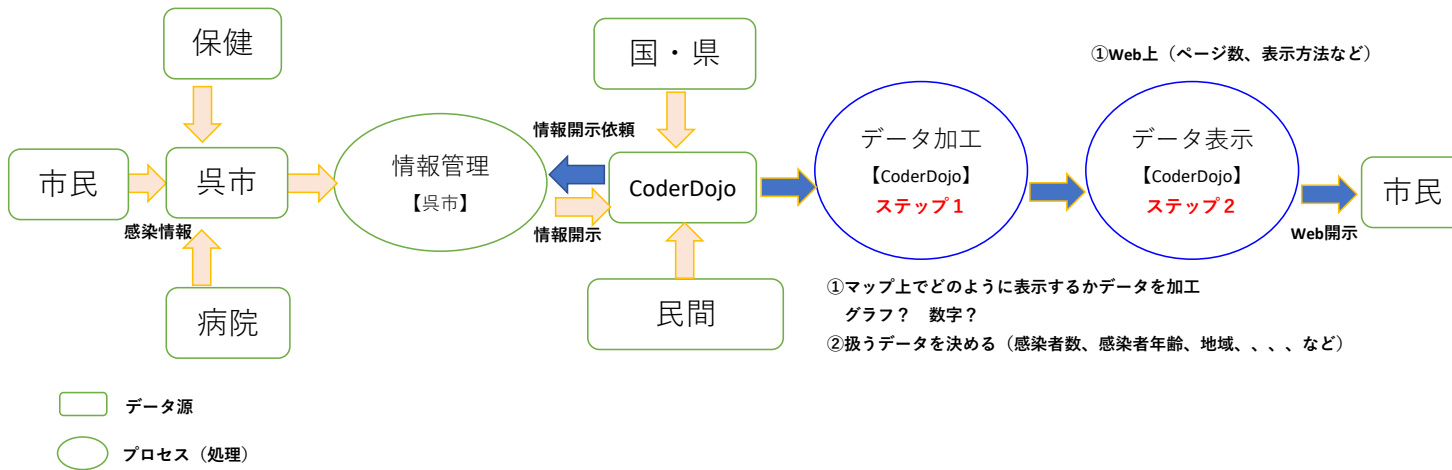 保健
国・県
①Web上（ページ数、表示方法など）
情報開示依頼
市民
呉市
感染情報
情報管理
【呉市】
CoderDojo
情報開示
データ加工
【CoderDojo】
ステップ１
データ表示
【CoderDojo】
ステップ２
市民
Web開示
病院
民間
①マップ上でどのように表示するかデータを加工
グラフ？　数字？
②扱うデータを決める（感染者数、感染者年齢、地域、、、、など）
データ源
プロセス（処理）